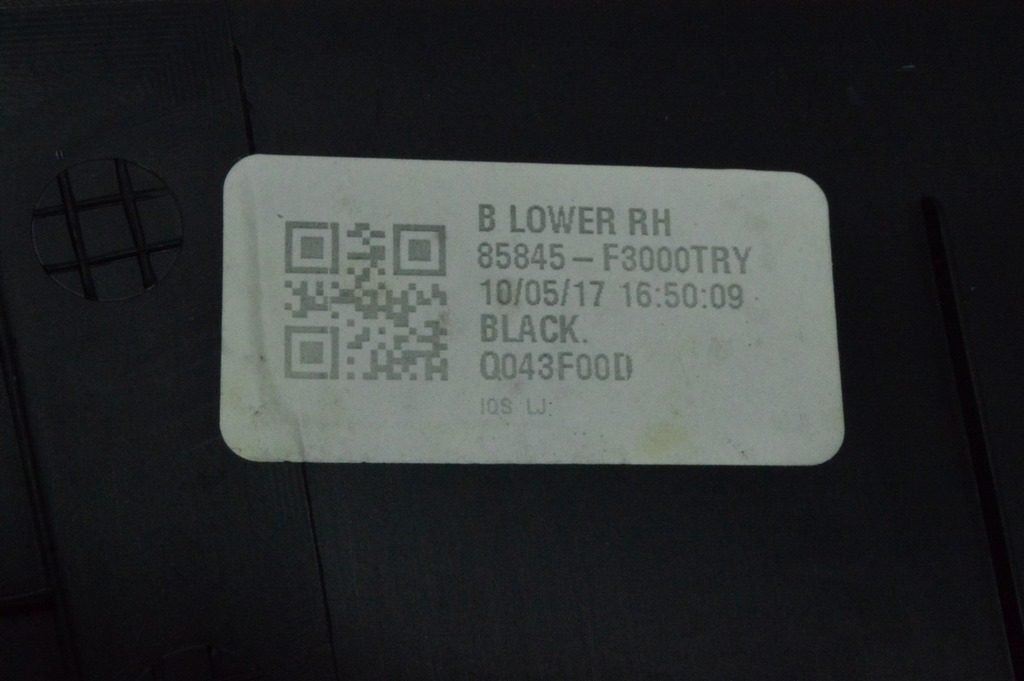 B LOWER RH
85845-F3000TRY
10/05/17 16:50:09
BLACK.
Q043F00D
IQS LJ